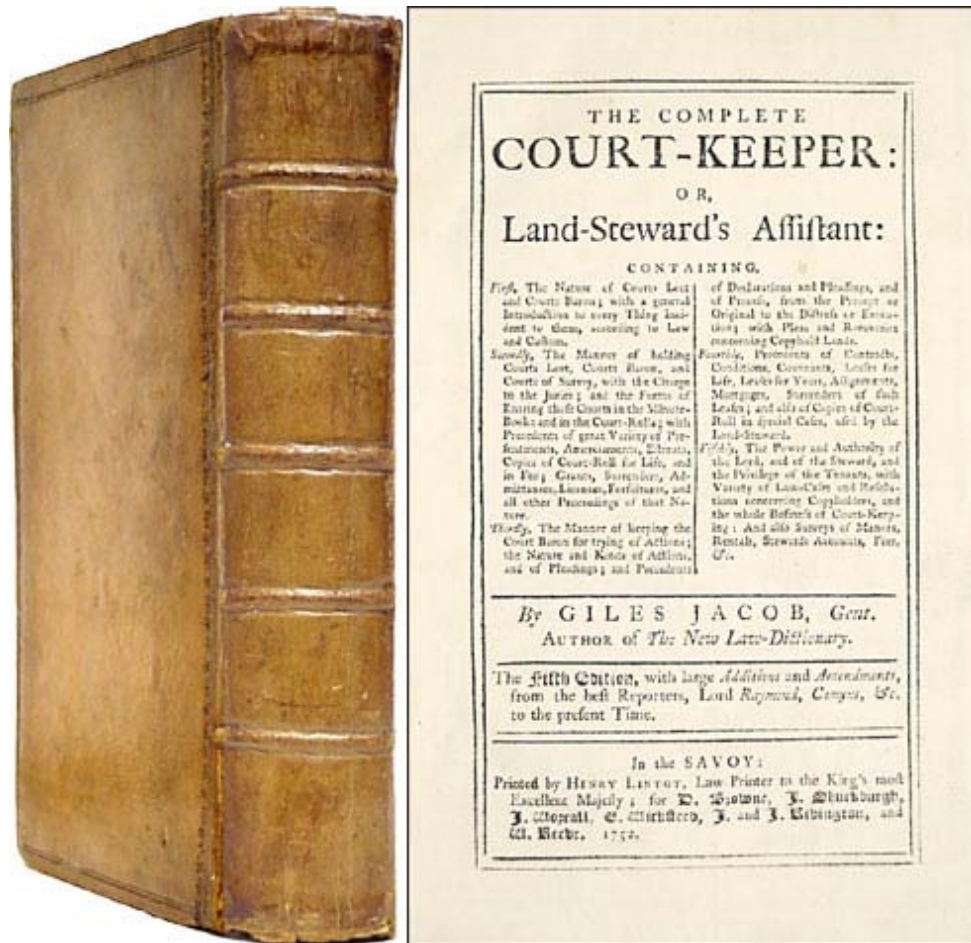 THE COMPLETE
COURT-KEEPER:
OR,
Land-Steward's Aſſiſtant:
CONTAINING,
Firſt, The Nature of Courts Leet
and Courts Baron; with a general
Introduction to every Thing inci-
dent to them, according to Law
and Cuſtom.
Secondly, The Manner of holding
Courts Leet, Courts Baron, and
Courts of Survey, with the Charge
to the Juries; and the Forms of
Entring theſe Courts in the Minute-
Books and in the Court-Rolls; with
Precedents of great Variety of Pre-
ſentments, Amerciaments, Eſtreats,
Copies of Court-Roll for Life, and
in Fee; Grants, Surrenders, Ad-
mittances, Licences, Forfeitures, and
all other Proceedings of that Na-
ture.
Thirdly, The Manner of keeping the
Court Baron for trying of Actions;
the Nature and Kinds of Actions,
and of Pleadings; and Precedents
of Declarations and Pleadings, and
of Proceſs, from the Precept or
Original to the Diſtreſs or Execu-
tion; with Pleas and Recoveries
concerning Copyhold Lands.
Fourthly, Precedents of Contracts,
Conditions, Covenants, Leaſes for
Life, Leaſes for Years, Aſſignments,
Mortgages, Surrenders of ſuch
Leaſes; and alſo of Copies of Court-
Roll in ſpecial Caſes, uſed by the
Land-Steward.
Fifthly, The Power and Authority of
the Lord, and of the Steward, and
the Privilege of the Tenants, with
Variety of Law-Caſes and Reſolu-
tions concerning Copyholders, and
the whole Buſineſs of Court-Keep-
ing: And alſo Surveys of Manors,
Rentals, Stewards Accounts, Fees,
&c.
By GILES JACOB, Gent.
AUTHOR of The New Law-Dictionary.
The Fifth Edition, with large Additions and Amendments,
from the beſt Reporters, Lord Raymond, Comyns, &c.
to the preſent Time.
In the SAVOY:
Printed by HENRY LINTOT, Law Printer to the King's moſt
Excellent Majeſty; for D. Browne, J. Shuckburgh,
J. Worrall, C. Wickſteed, J. and J. Rivington, and
W. Reeve. 1752.